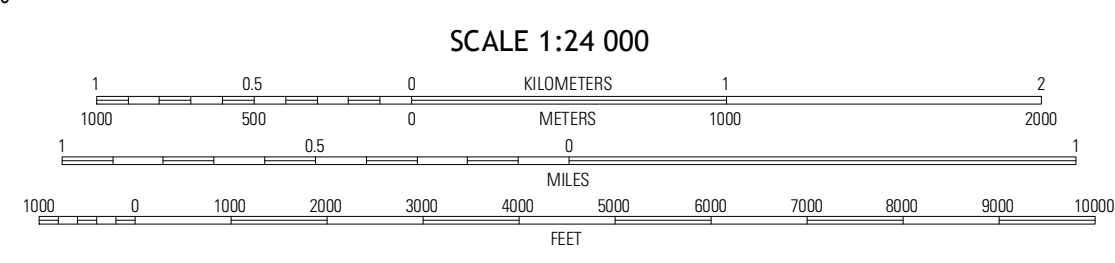 SCALE 1:24 000
1 0.5 0 KILOMETERS 1 2
1000 500 0 METERS 1000 2000
1 0.5 0 1
MILES
1000 0 1000 2000 3000 4000 5000 6000 7000 8000 9000 10000
FEET